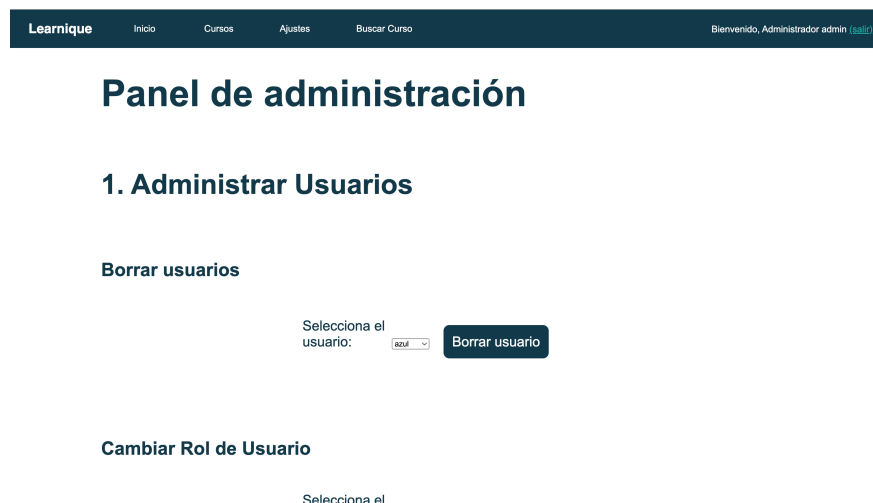 Learnique Inicio Cursos Ajustes Buscar Curso Bienvenido, Administrador admin (salir)
Panel de administración
1. Administrar Usuarios
Borrar usuarios
Selecciona el
usuario: azul Borrar usuario
Cambiar Rol de Usuario
Selecciona el